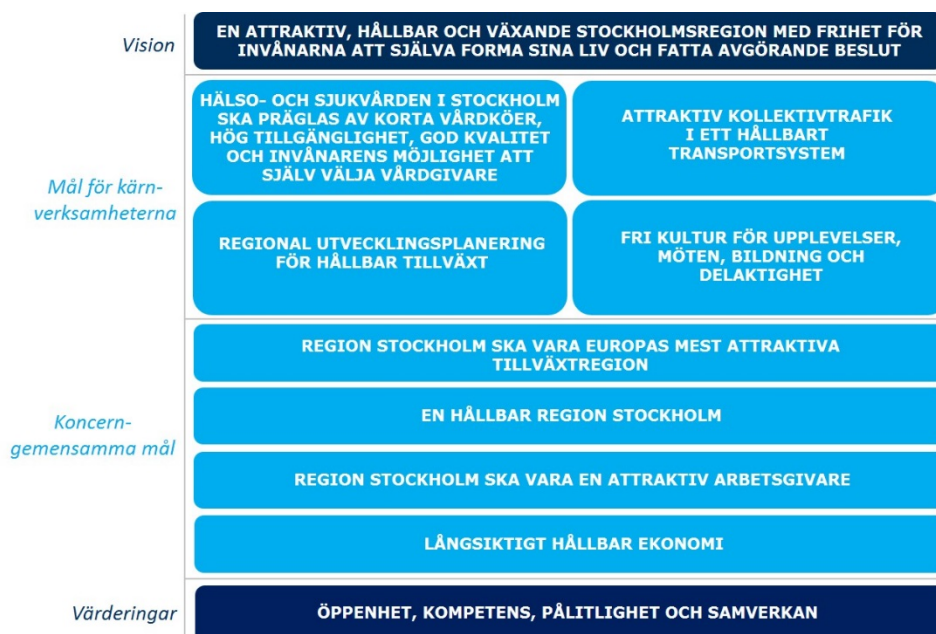 Vision
EN ATTRAKTIV, HÅLLBAR OCH VÄXANDE STOCKHOLMSREGION MED FRIHET FÖR
INVÅNARNA ATT SJÄLVA FORMA SINA LIV OCH FATTA AVGÖRANDE BESLUT
Mål för kärn-
verksamheterna
HÄLSO- OCH SJUKVÅRDEN I STOCKHOLM
SKA PRÄGLAS AV KORTA VÅRDKÖER,
HÖG TILLGÄNGLIGHET, GOD KVALITET
OCH INVÅNARENS MÖJLIGHET ATT
SJÄLV VÄLJA VÅRDGIVARE
ATTRAKTIV KOLLEKTIVTRAFIK
I ETT HÅLLBART
TRANSPORTSYSTEM
REGIONAL UTVECKLINGSPLANERING
FÖR HÅLLBAR TILLVÄXT
FRI KULTUR FÖR UPPLEVELSER,
MÖTEN, BILDNING OCH
DELAKTIGHET
Koncern-
gemensamma mål
REGION STOCKHOLM SKA VARA EUROPAS MEST ATTRAKTIVA
TILLVÄXTREGION
EN HÅLLBAR REGION STOCKHOLM
REGION STOCKHOLM SKA VARA EN ATTRAKTIV ARBETSGIVARE
LÅNGSIKTIGT HÅLLBAR EKONOMI
Värderingar
ÖPPENHET, KOMPETENS, PÅLITLIGHET OCH SAMVERKAN